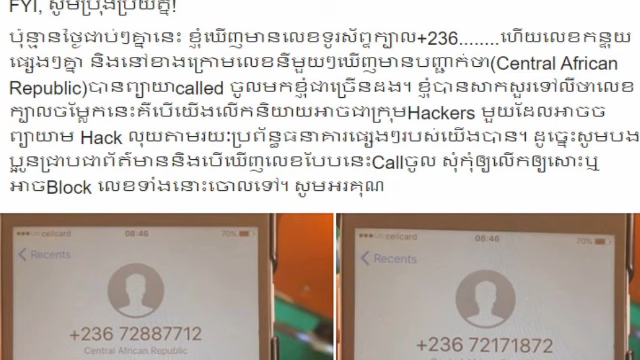 FYI, សូមប្រុងប្រយ័ត្ន!
ប៉ុន្មានថ្ងៃជាប់ៗគ្នានេះ ខ្ញុំឃើញមានលេខទូរស័ព្ទក្បាល+236........ហើយលេខកន្ទុយ
ផ្សេងៗគ្នា និងនៅខាងក្រោមលេខនីមួយៗឃើញមានបញ្ជាក់ថា(Central African
Republic)បានព្យាយាមcalled ចូលមកខ្ញុំជាច្រើនដង។ ខ្ញុំបានសាកសួរទៅលើថាលេខ
ក្បាលចម្លែកនេះគឺបើយើងលើកនិយាយអាចជាក្រុមHackers មួយដែលអាចច
ព្យាយាម Hack លុយតាមរយៈប្រព័ន្ធធនាគារផ្សេងៗរបស់យើងបាន។ ដូច្នេះសូមបង
ប្អូនជ្រាបជាព័ត៌មាននិងបើឃើញលេខបែបនេះCallចូល សុំកុំឲ្យលើកឲ្យសោះឬ
អាចBlock លេខទាំងនោះចោលទៅ។ សូមអរគុណ
cellcard 08:46 70%
Recents
+236 72887712
Central African Republic
cellcard 08:46 70%
Recents
+236 72171872
Central African Republic